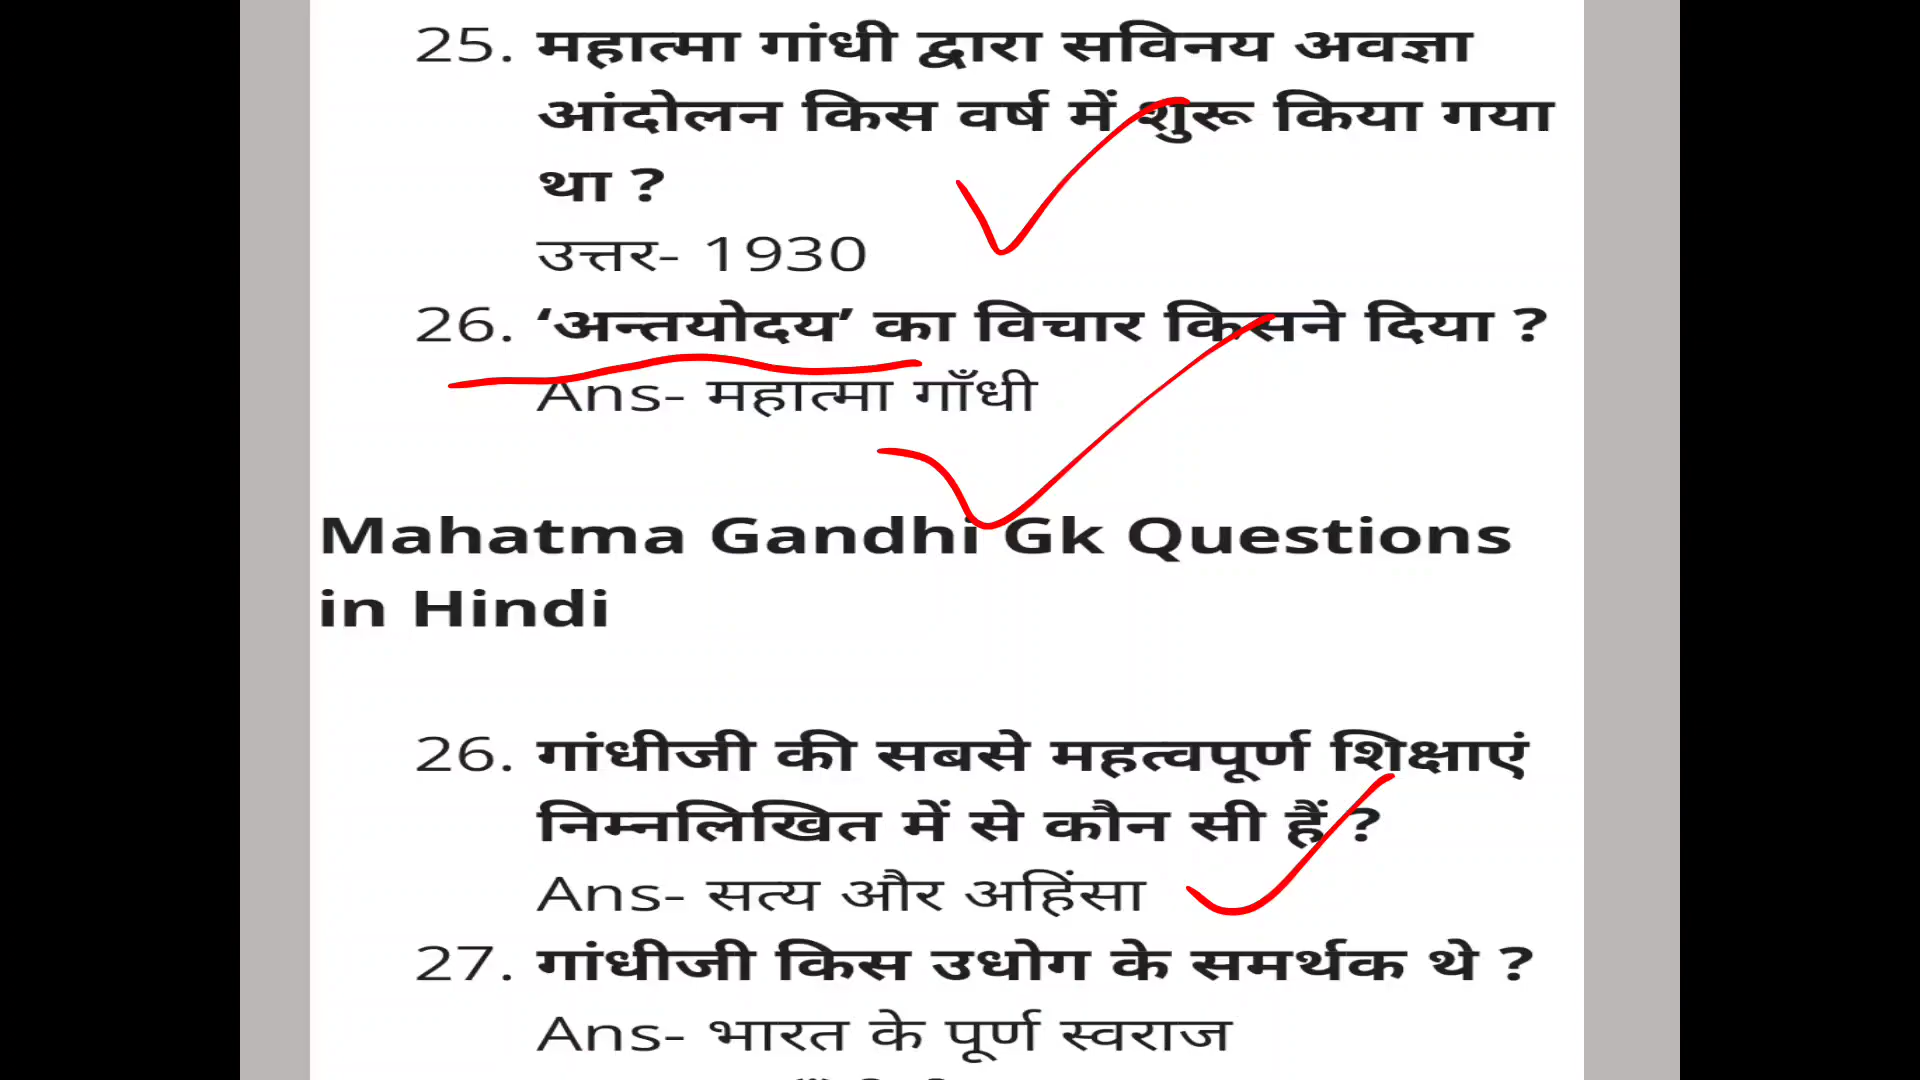 25. महात्मा गांधी द्वारा सविनय अवज्ञा
आंदोलन किस वर्ष में शुरू किया गया
था ?
उत्तर- 1930
26. ‘अन्तयोदय’ का विचार किसने दिया ?
Ans- महात्मा गाँधी
Mahatma Gandhi Gk Questions
in Hindi
26. गांधीजी की सबसे महत्वपूर्ण शिक्षाएं
निम्नलिखित में से कौन सी हैं ?
Ans- सत्य और अहिंसा
27. गांधीजी किस उधोग के समर्थक थे ?
Ans- भारत के पूर्ण स्वराज